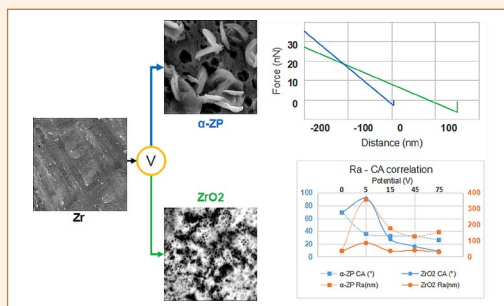 Zr
V
α-ZP
ZrO2
Force (nN)
30
20
10
0
-200
-100
0
100
Distance (nm)
Ra - CA correlation
Potential (V)
0
5
15
45
75
100
80
60
40
20
0
400
300
200
100
0
α-ZP CA (°)
ZrO2 CA (°)
α-ZP Ra(nm)
ZrO2 Ra(nm)